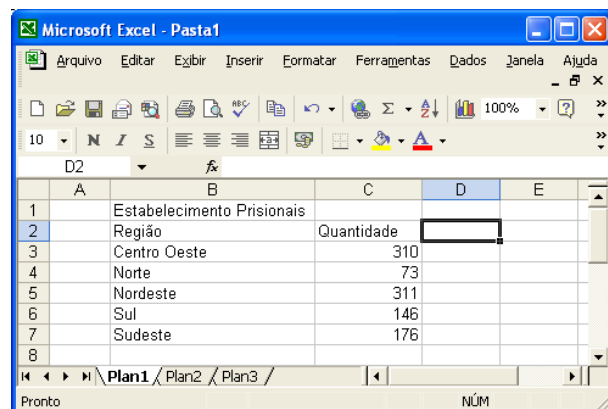 Microsoft Excel - Pasta1
Arquivo Editar Exibir Inserir Formatar Ferramentas Dados Janela Ajuda
ABC Σ A Z 100% ?
10 N I S A
D2 fx
A B C D E
1 Estabelecimento Prisionais
2 Região Quantidade
3 Centro Oeste 310
4 Norte 73
5 Nordeste 311
6 Sul 146
7 Sudeste 176
8
Plan1 Plan2 Plan3
Pronto NÚM